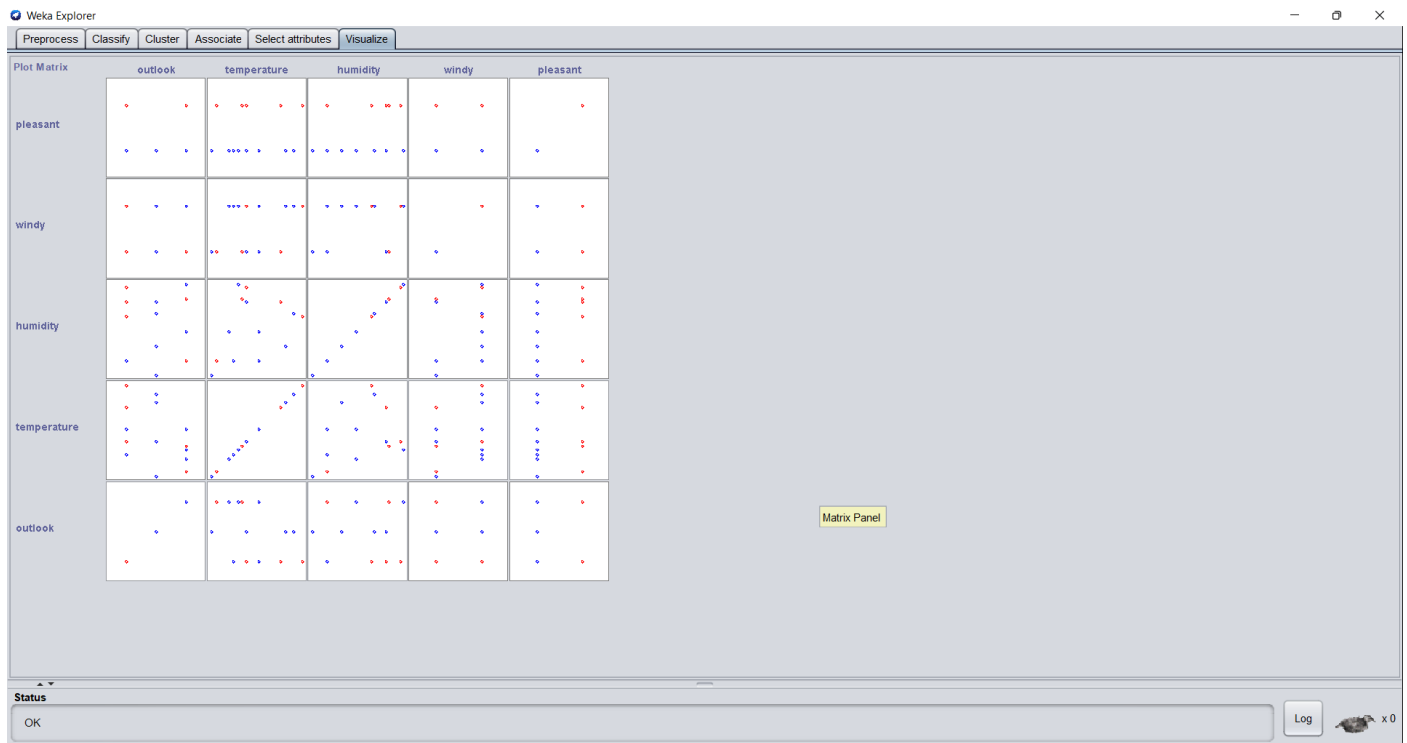 Weka Explorer
Preprocess Classify Cluster Associate Select attributes Visualize
Plot Matrix outlook temperature humidity windy pleasant
pleasant
windy
humidity
temperature
outlook
Matrix Panel
Status
OK
Log x 0